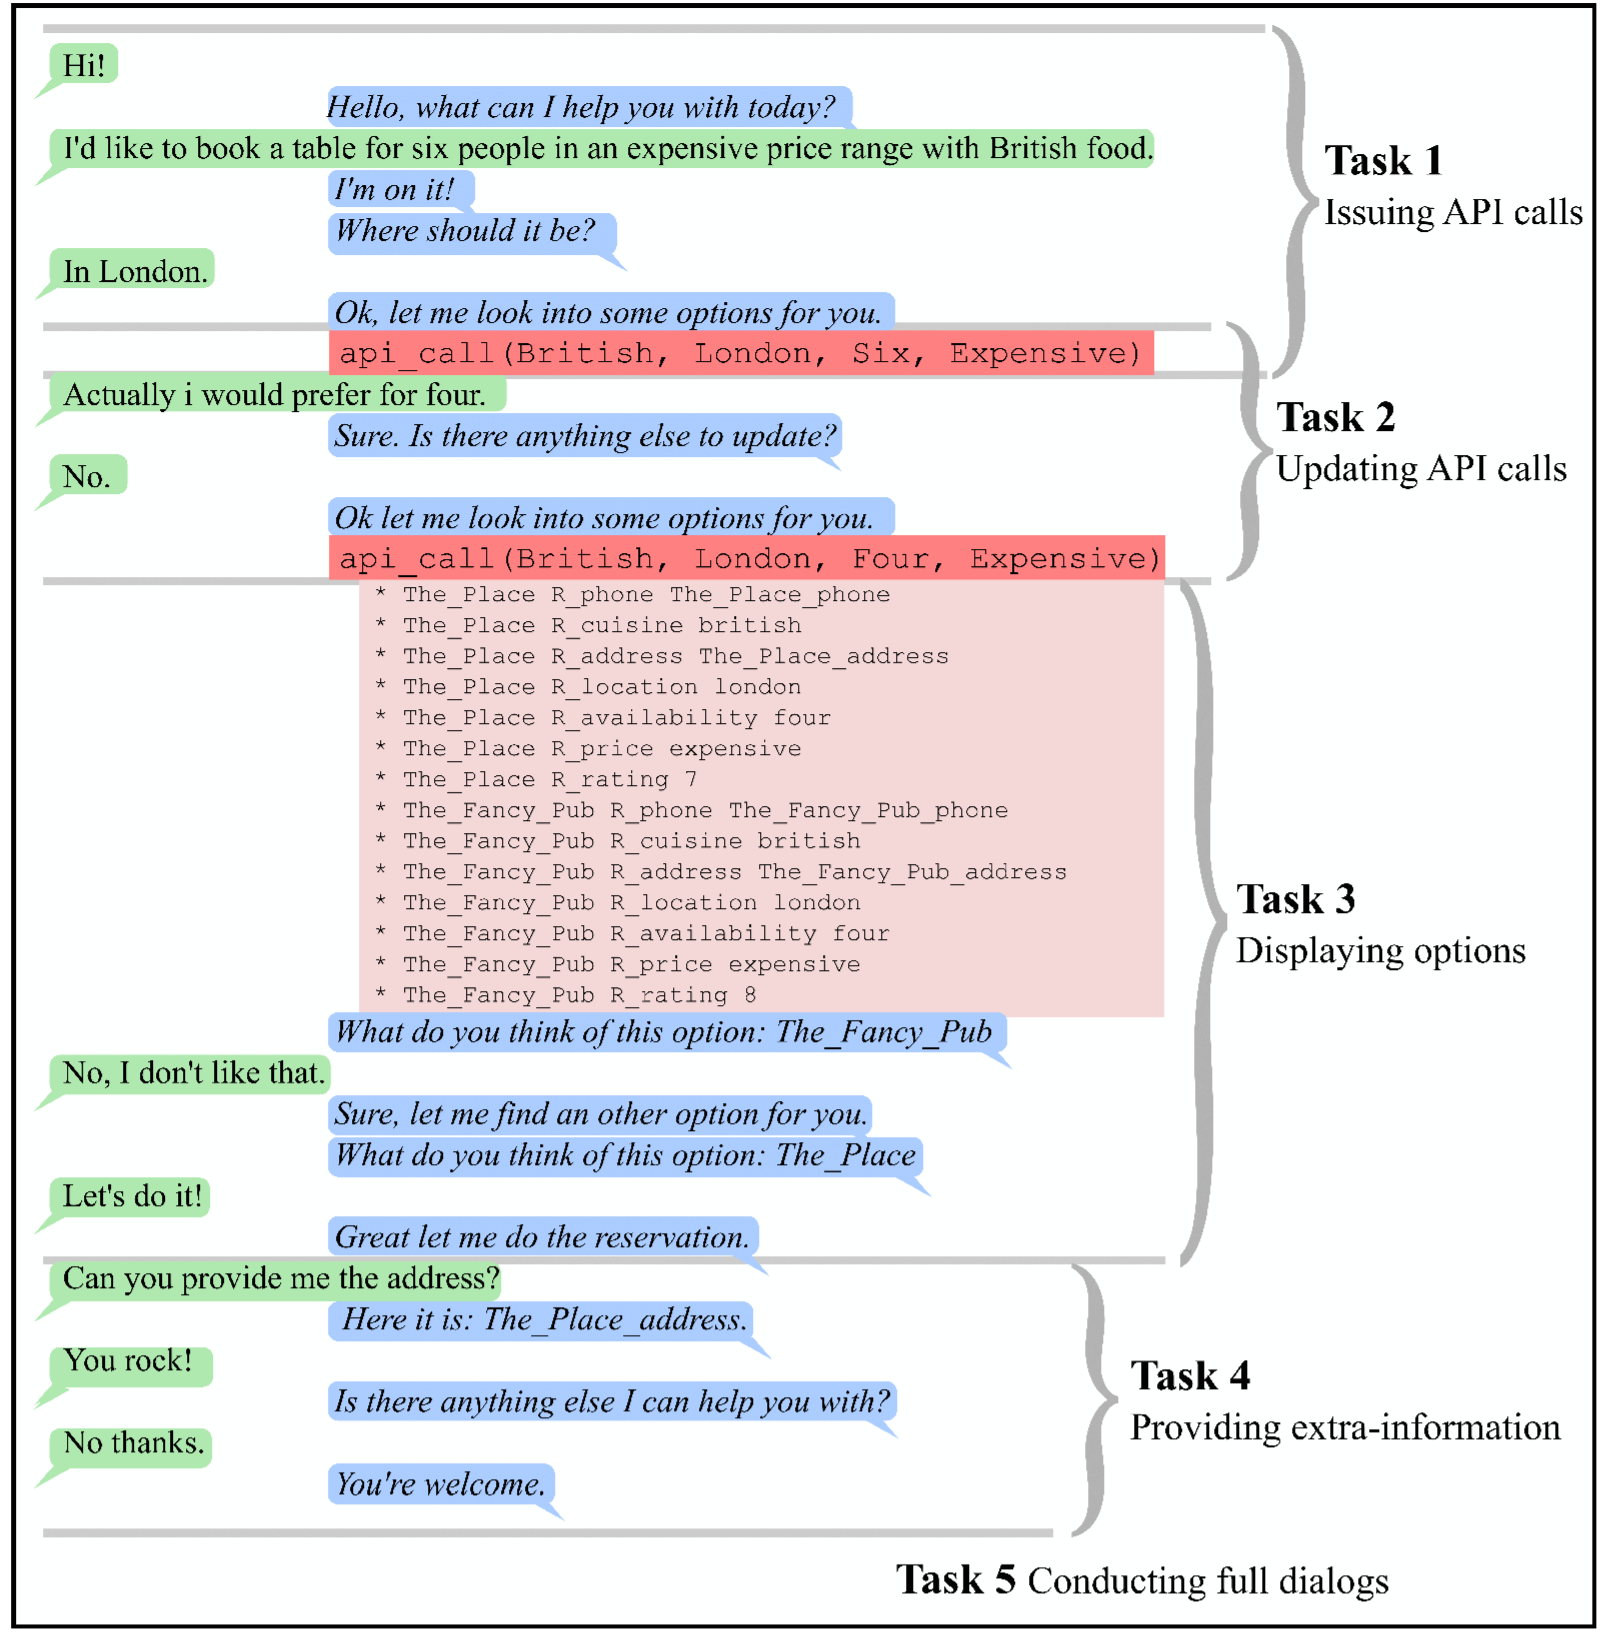 Hi!
Hello, what can I help you with today?
I'd like to book a table for six people in an expensive price range with British food.
I'm on it!
Where should it be?
In London.
Ok, let me look into some options for you.
api_call(British, London, Six, Expensive)
Task 1
Issuing API calls
Actually i would prefer for four.
Sure. Is there anything else to update?
No.
Ok let me look into some options for you.
api_call(British, London, Four, Expensive)
Task 2
Updating API calls
* The_Place R_phone The_Place_phone
* The_Place R_cuisine british
* The_Place R_address The_Place_address
* The_Place R_location london
* The_Place R_availability four
* The_Place R_price expensive
* The_Place R_rating 7
* The_Fancy_Pub R_phone The_Fancy_Pub_phone
* The_Fancy_Pub R_cuisine british
* The_Fancy_Pub R_address The_Fancy_Pub_address
* The_Fancy_Pub R_location london
* The_Fancy_Pub R_availability four
* The_Fancy_Pub R_price expensive
* The_Fancy_Pub R_rating 8
What do you think of this option: The_Fancy_Pub
No, I don't like that.
Sure, let me find an other option for you.
What do you think of this option: The_Place
Let's do it!
Great let me do the reservation.
Task 3
Displaying options
Can you provide me the address?
Here it is: The_Place_address.
You rock!
Is there anything else I can help you with?
No thanks.
You're welcome.
Task 4
Providing extra-information
Task 5 Conducting full dialogs